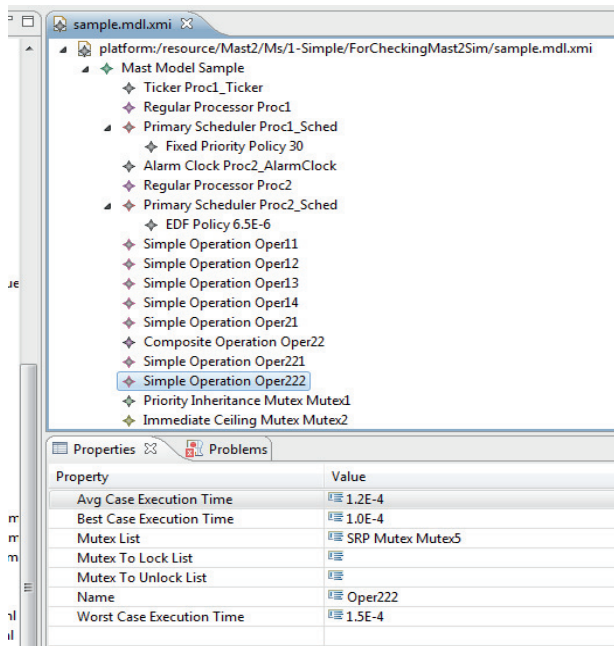 sample.mdl.xmi
platform:/resource/Mast2/Ms/1-Simple/ForCheckingMast2Sim/sample.mdl.xmi
Mast Model Sample
Ticker Proc1_Ticker
Regular Processor Proc1
Primary Scheduler Proc1_Sched
Fixed Priority Policy 30
Alarm Clock Proc2_AlarmClock
Regular Processor Proc2
Primary Scheduler Proc2_Sched
EDF Policy 6.5E-6
Simple Operation Oper11
Simple Operation Oper12
Simple Operation Oper13
Simple Operation Oper14
Simple Operation Oper21
Composite Operation Oper22
Simple Operation Oper221
Simple Operation Oper222
Priority Inheritance Mutex Mutex1
Immediate Ceiling Mutex Mutex2
Properties Problems
Property Value
Avg Case Execution Time 1.2E-4
Best Case Execution Time 1.0E-4
Mutex List SRP Mutex Mutex5
Mutex To Lock List
Mutex To Unlock List
Name Oper222
Worst Case Execution Time 1.5E-4